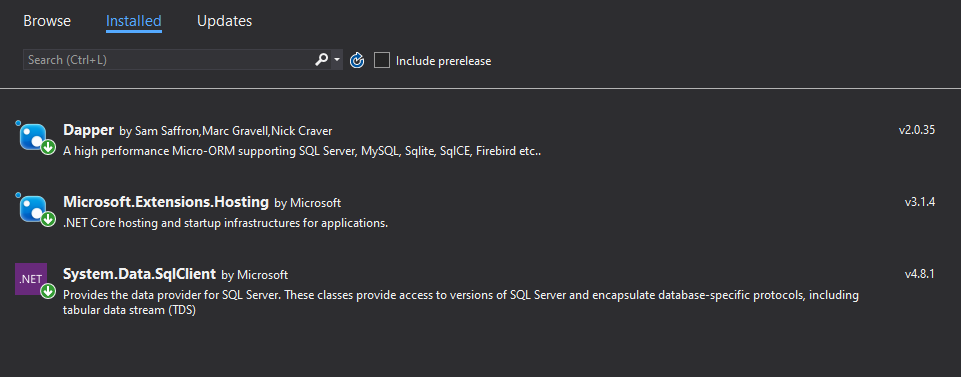 Browse Installed Updates
Search (Ctrl+L) Include prerelease
Dapper by Sam Saffron,Marc Gravell,Nick Craver v2.0.35
A high performance Micro-ORM supporting SQL Server, MySQL, Sqlite, SqlCE, Firebird etc..
Microsoft.Extensions.Hosting by Microsoft v3.1.4
.NET Core hosting and startup infrastructures for applications.
.NET System.Data.SqlClient by Microsoft v4.8.1
Provides the data provider for SQL Server. These classes provide access to versions of SQL Server and encapsulate database-specific protocols, including
tabular data stream (TDS)